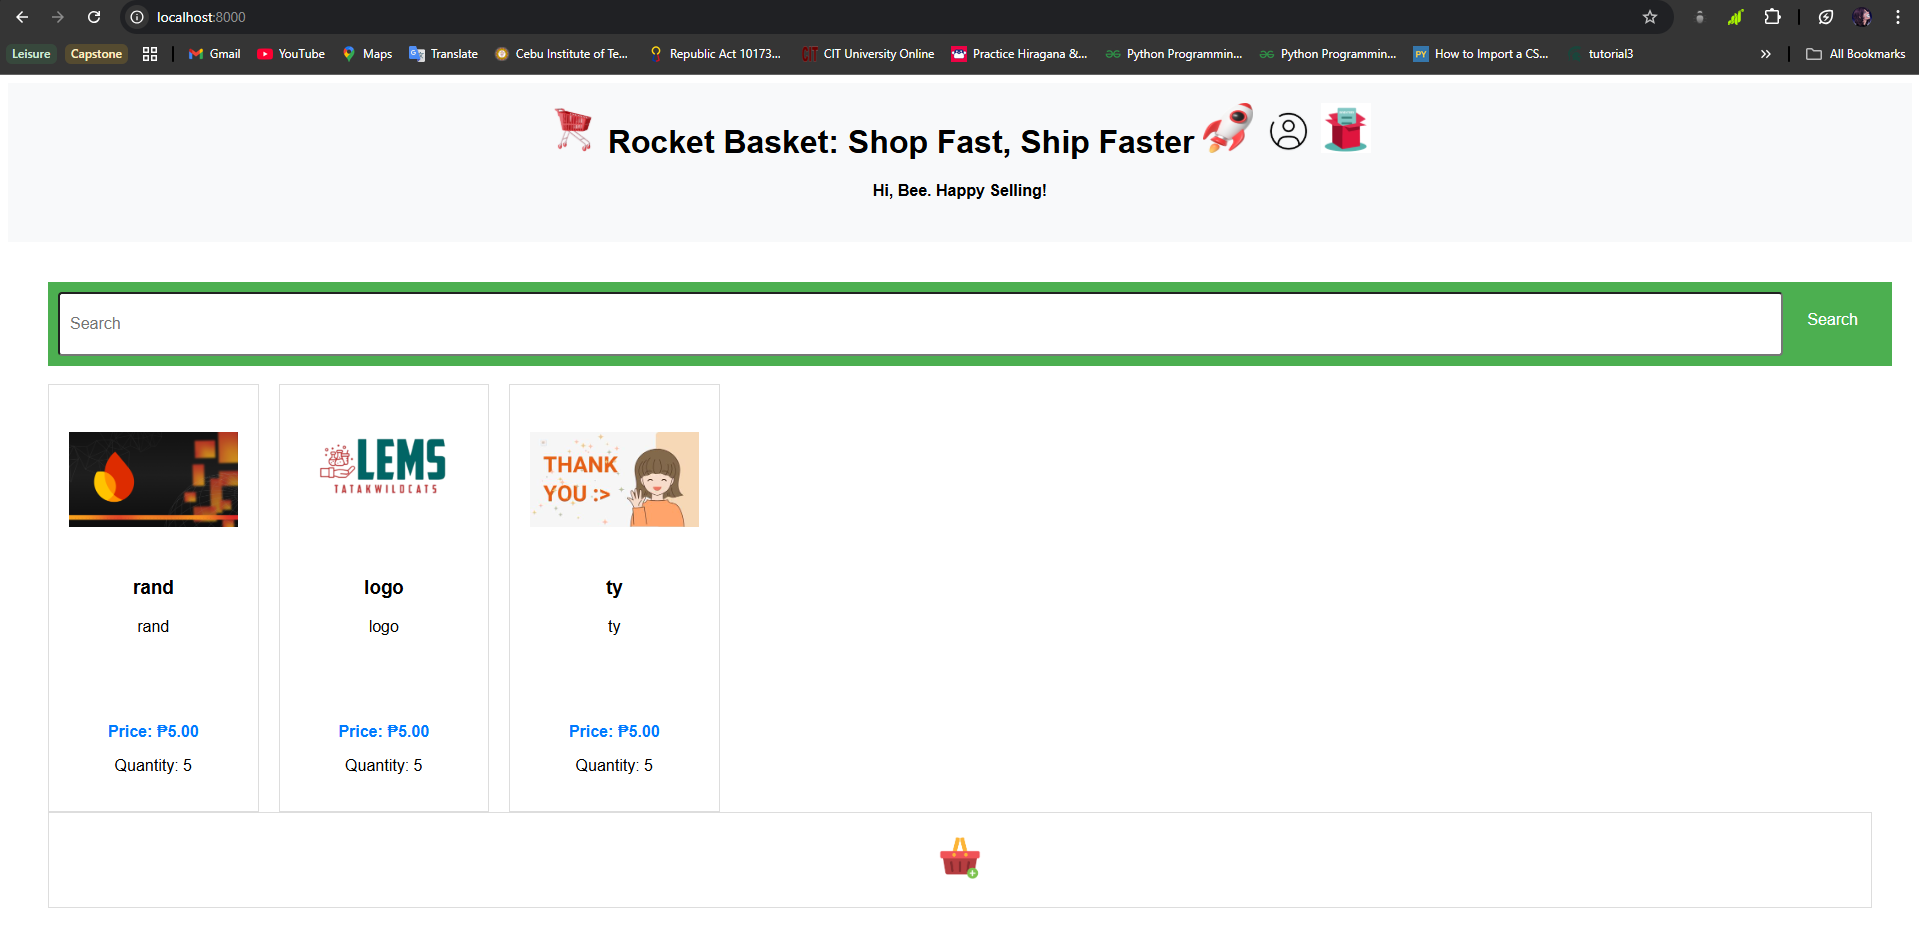 localhost:8000
Leisure Capstone Gmail YouTube Maps Translate Cebu Institute of Te... Republic Act 10173... CIT University Online Practice Hiragana &... Python Programmin... Python Programmin... How to Import a CS... tutorial3 All Bookmarks
Rocket Basket: Shop Fast, Ship Faster
Hi, Bee. Happy Selling!
Search Search
LEMS
TATAKWILDCATS
THANK
YOU :>
rand logo ty
rand logo ty
Price: ₱5.00 Price: ₱5.00 Price: ₱5.00
Quantity: 5 Quantity: 5 Quantity: 5